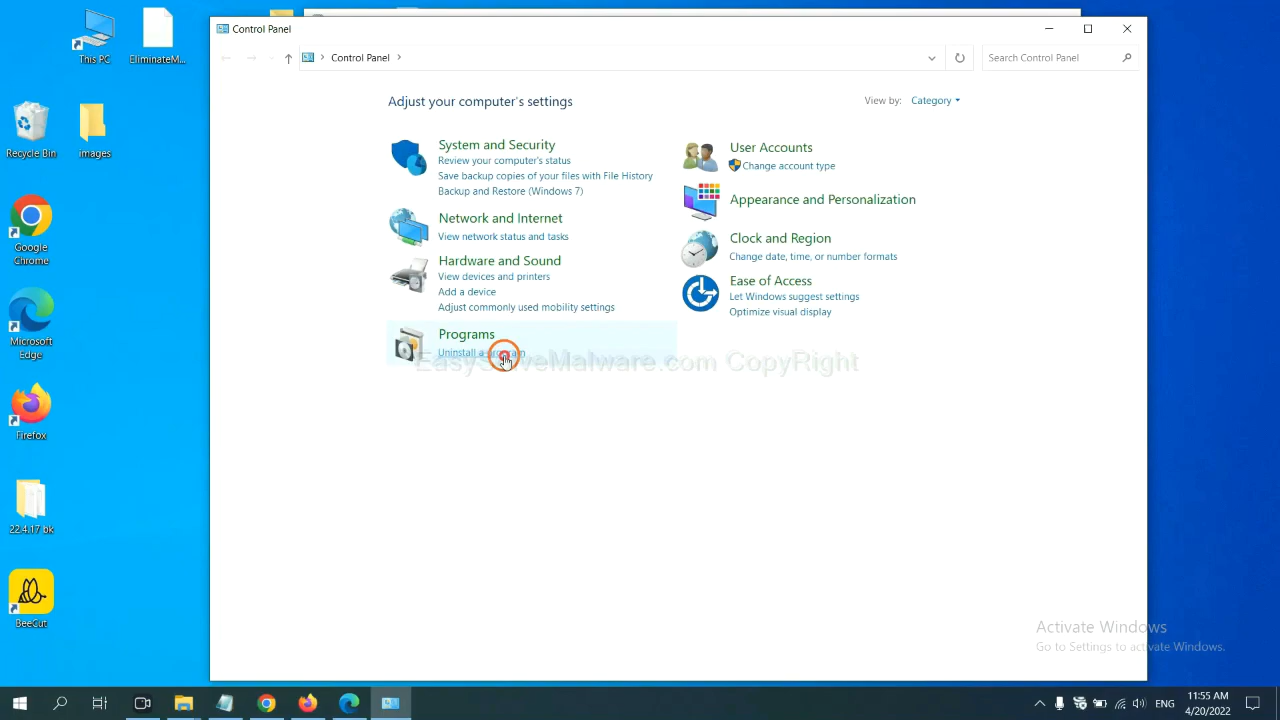 This PC
EliminateM...
Recycle Bin
images
Google
Chrome
Microsoft
Edge
Firefox
22.4.17 bk
BeeCut
Control Panel
Control Panel
Search Control Panel
Adjust your computer's settings
View by: Category
System and Security
Review your computer's status
Save backup copies of your files with File History
Backup and Restore (Windows 7)
Network and Internet
View network status and tasks
Hardware and Sound
View devices and printers
Add a device
Adjust commonly used mobility settings
Programs
Uninstall a program
User Accounts
Change account type
Appearance and Personalization
Clock and Region
Change date, time, or number formats
Ease of Access
Let Windows suggest settings
Optimize visual display
CopyRight
Activate Windows
Go to Settings to activate Windows.
ENG
11:55 AM
4/20/2022